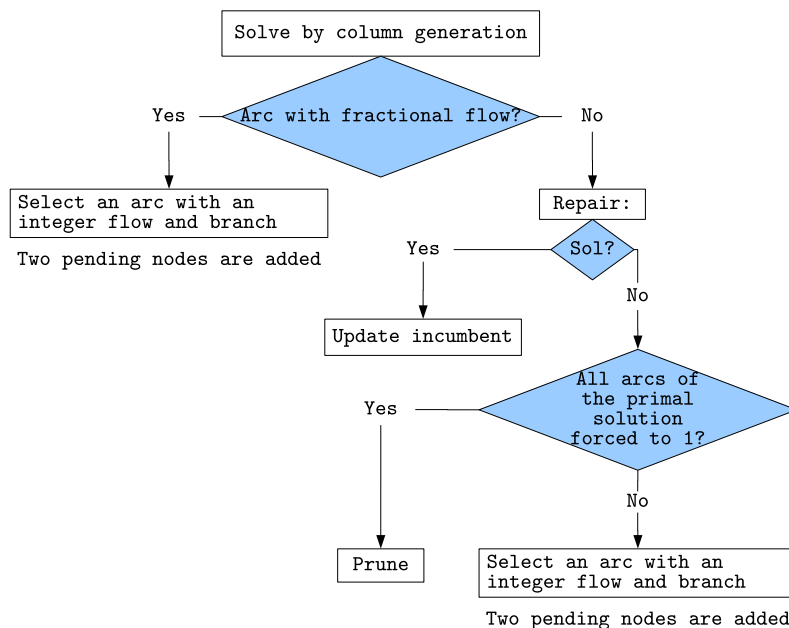 Solve by column generation
Arc with fractional flow?
Yes
No
Select an arc with an
integer flow and branch
Two pending nodes are added
Repair:
Sol?
Yes
No
Update incumbent
All arcs of
the primal
solution
forced to 1?
Yes
No
Prune
Select an arc with an
integer flow and branch
Two pending nodes are added